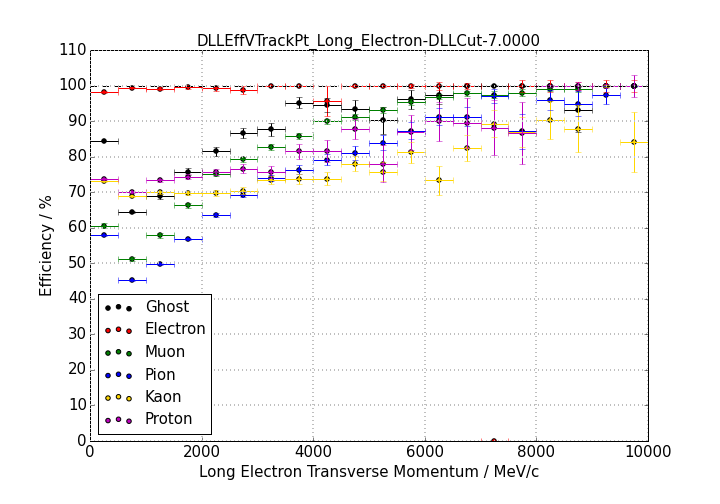 DLLEffVTrackPt_Long_Electron-DLLCut-7.0000
110
100
90
80
70
60
50
40
30
20
10
0
Efficiency / %
Ghost
Electron
Muon
Pion
Kaon
Proton
0 2000 4000 6000 8000 10000
Long Electron Transverse Momentum / MeV/c